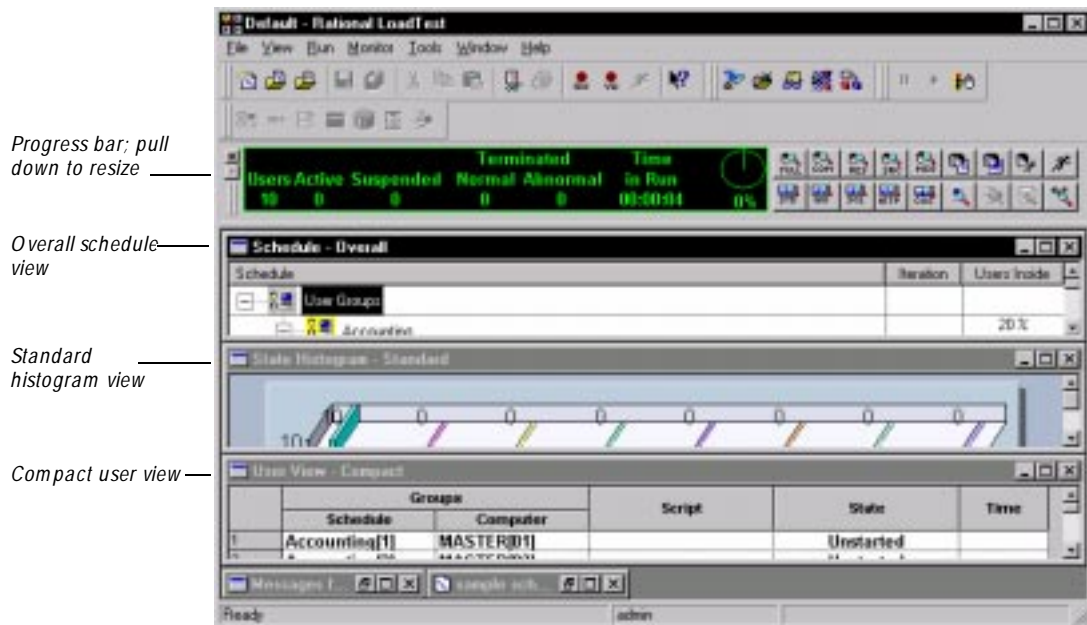 Default - Rational LoadTest
File View Run Monitor Tools Window Help
Progress bar; pull
down to resize
Terminated Time
Users Active Suspended Normal Abnormal in Run
10 0 0 0 0 00:00:04 0%
Overall schedule
view
Schedule - Overall
Schedule Iteration Users Inside
User Groups
Accounting 20 %
Standard
histogram view
State Histogram - Standard
0 0 0 0 0 0 0 0
10
Compact user view
User View - Compact
Groups Script State Time
Schedule Computer
1 Accounting[1] MASTER[01] Unstarted
Messages f... sample sch...
Ready admin